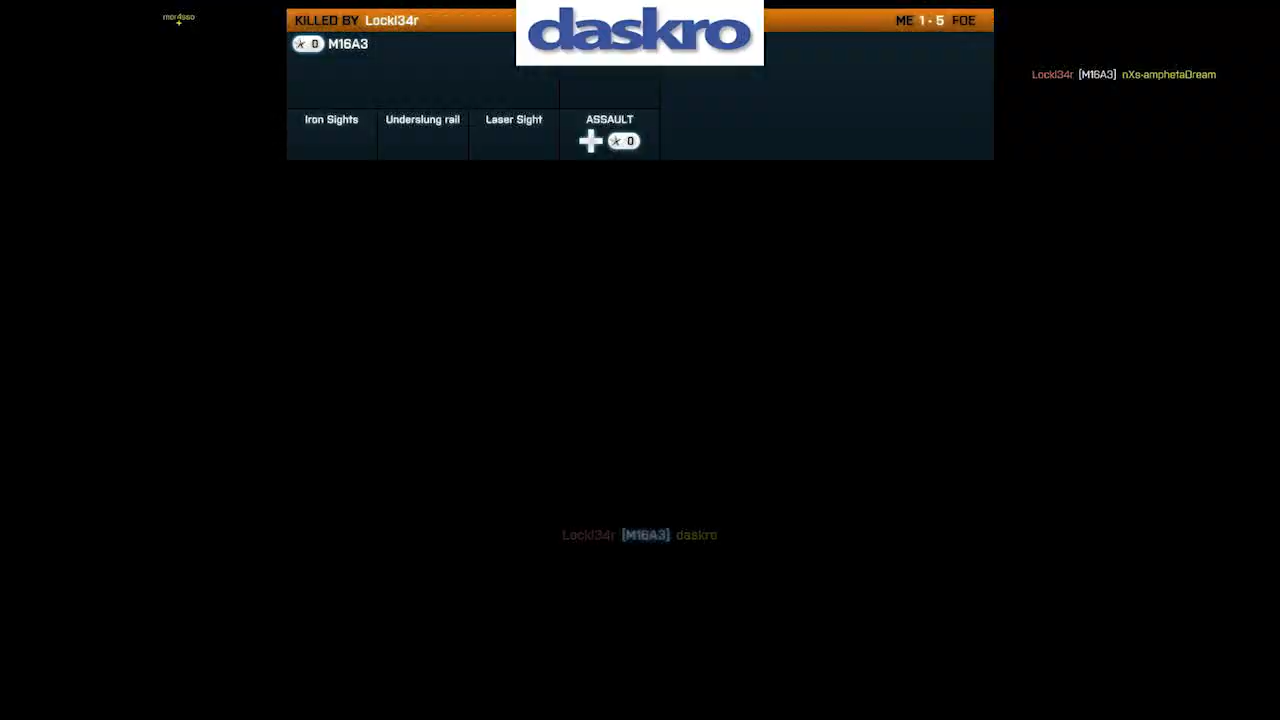 mor4sso
KILLED BY Lockl34r
daskro
ME 1 - 5 FOE
0 M16A3
Lockl34r [M16A3] nXs-amphetaDream
Iron Sights
Underslung rail
Laser Sight
ASSAULT
0
Lockl34r [M16A3] daskro